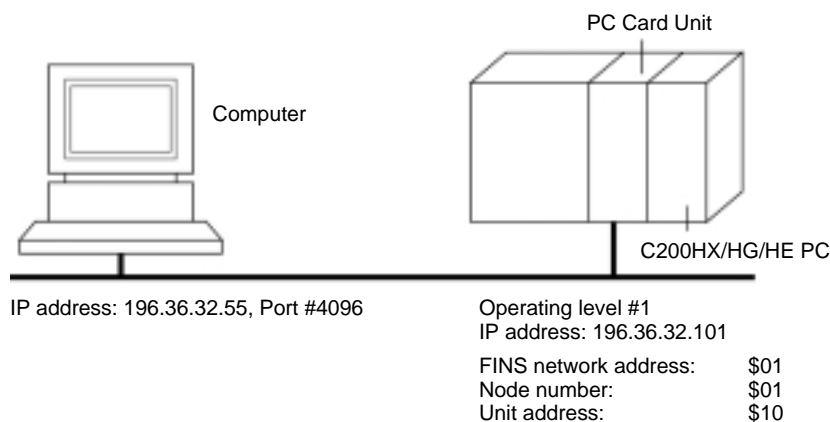 PC Card Unit
Computer
C200HX/HG/HE PC
IP address: 196.36.32.55, Port #4096
Operating level #1
IP address: 196.36.32.101
FINS network address: $01
Node number: $01
Unit address: $10